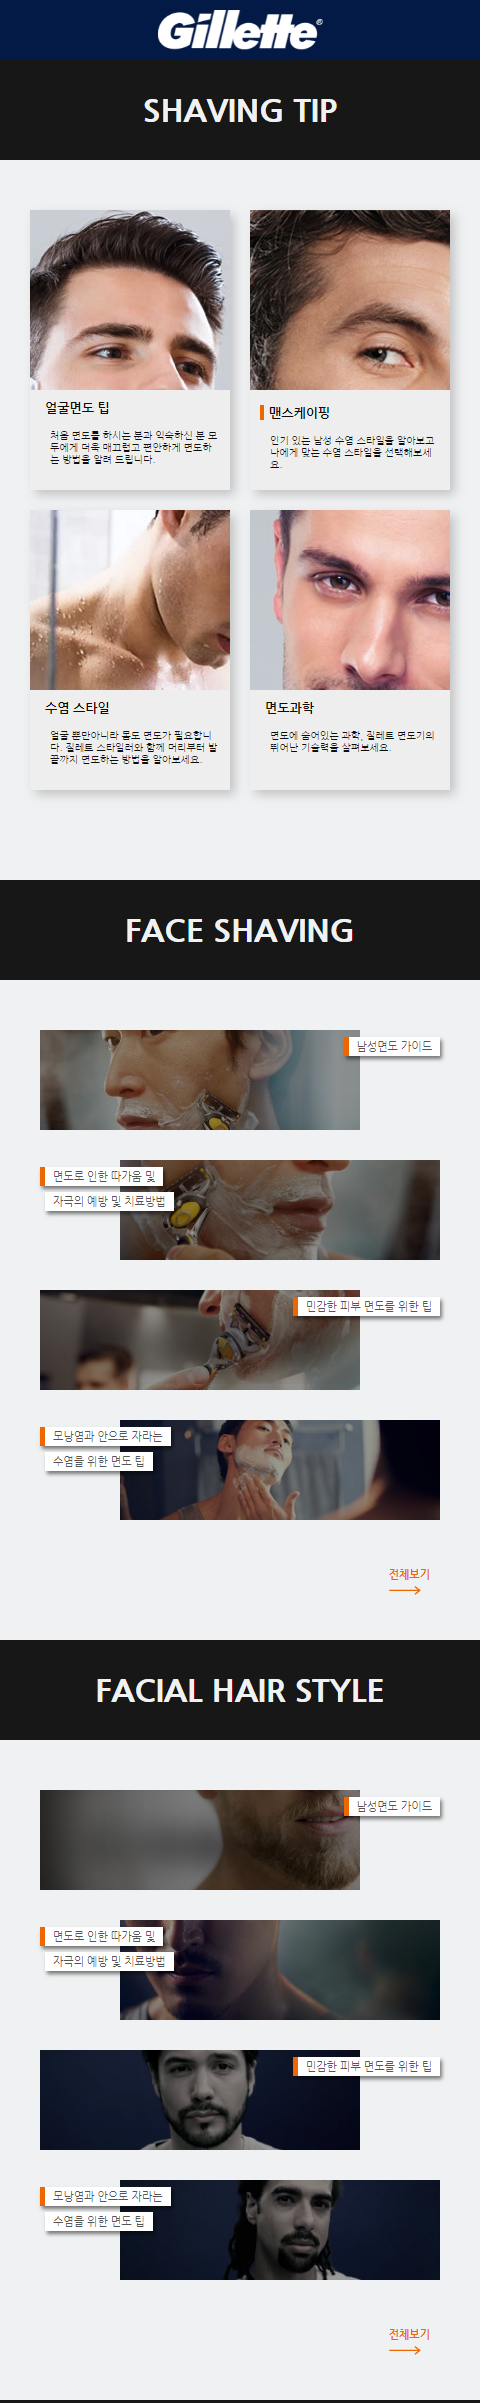 Gillette®
SHAVING TIP
얼굴면도 팁
처음 면도를 하시는 분과 익숙하신 분 모
두에게 더욱 매끄럽고 편안하게 면도하
는 방법을 알려 드립니다.
맨스케이핑
인기 있는 남성 수염 스타일을 알아보고
나에게 맞는 수염 스타일을 선택해보세
요.
수염 스타일
얼굴 뿐만아니라 몸도 면도가 필요합니
다. 질레트 스타일러와 함께 머리부터 발
끝까지 면도하는 방법을 알아보세요.
면도과학
면도에 숨어있는 과학, 질레트 면도기의
뛰어난 기술력을 살펴보세요.
FACE SHAVING
남성면도 가이드
면도로 인한 따가움 및
자극의 예방 및 치료방법
민감한 피부 면도를 위한 팁
모낭염과 안으로 자라는
수염을 위한 면도 팁
전체보기
FACIAL HAIR STYLE
남성면도 가이드
면도로 인한 따가움 및
자극의 예방 및 치료방법
민감한 피부 면도를 위한 팁
모낭염과 안으로 자라는
수염을 위한 면도 팁
전체보기